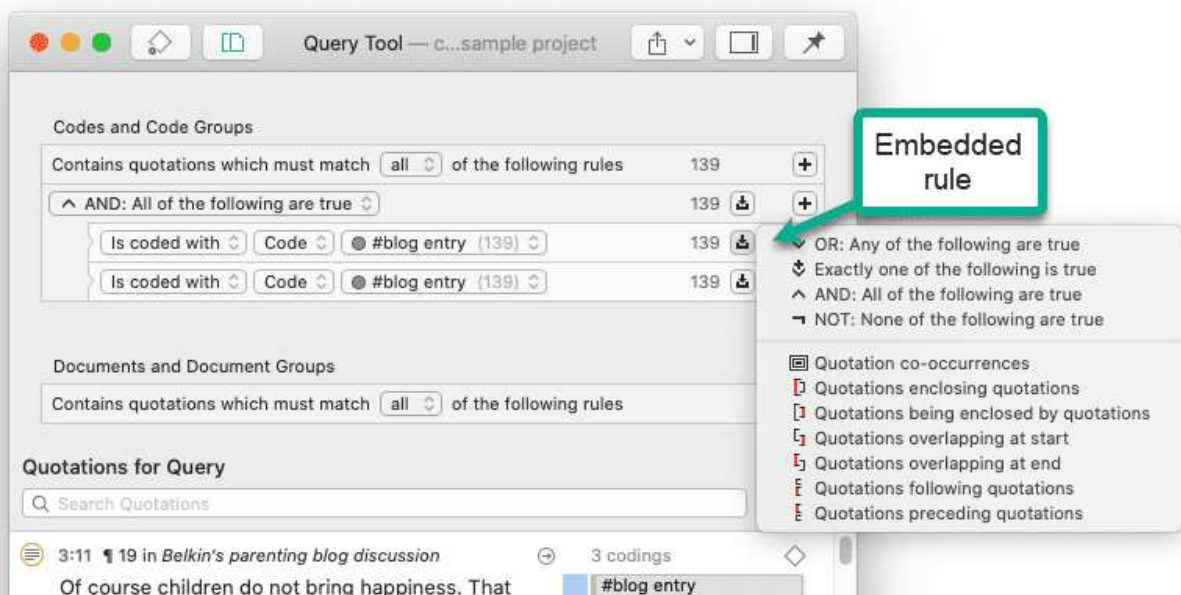 Query Tool — c...sample project
Codes and Code Groups
Contains quotations which must match all of the following rules 139
AND: All of the following are true 139
Is coded with Code #blog entry (139) 139
Is coded with Code #blog entry (139) 139
Embedded
rule
OR: Any of the following are true
Exactly one of the following is true
AND: All of the following are true
NOT: None of the following are true
Quotation co-occurrences
Quotations enclosing quotations
Quotations being enclosed by quotations
Quotations overlapping at start
Quotations overlapping at end
Quotations following quotations
Quotations preceding quotations
Documents and Document Groups
Contains quotations which must match all of the following rules
Quotations for Query
Search Quotations
3:11 ¶ 19 in Belkin's parenting blog discussion 3 codings
Of course children do not bring happiness. That #blog entry